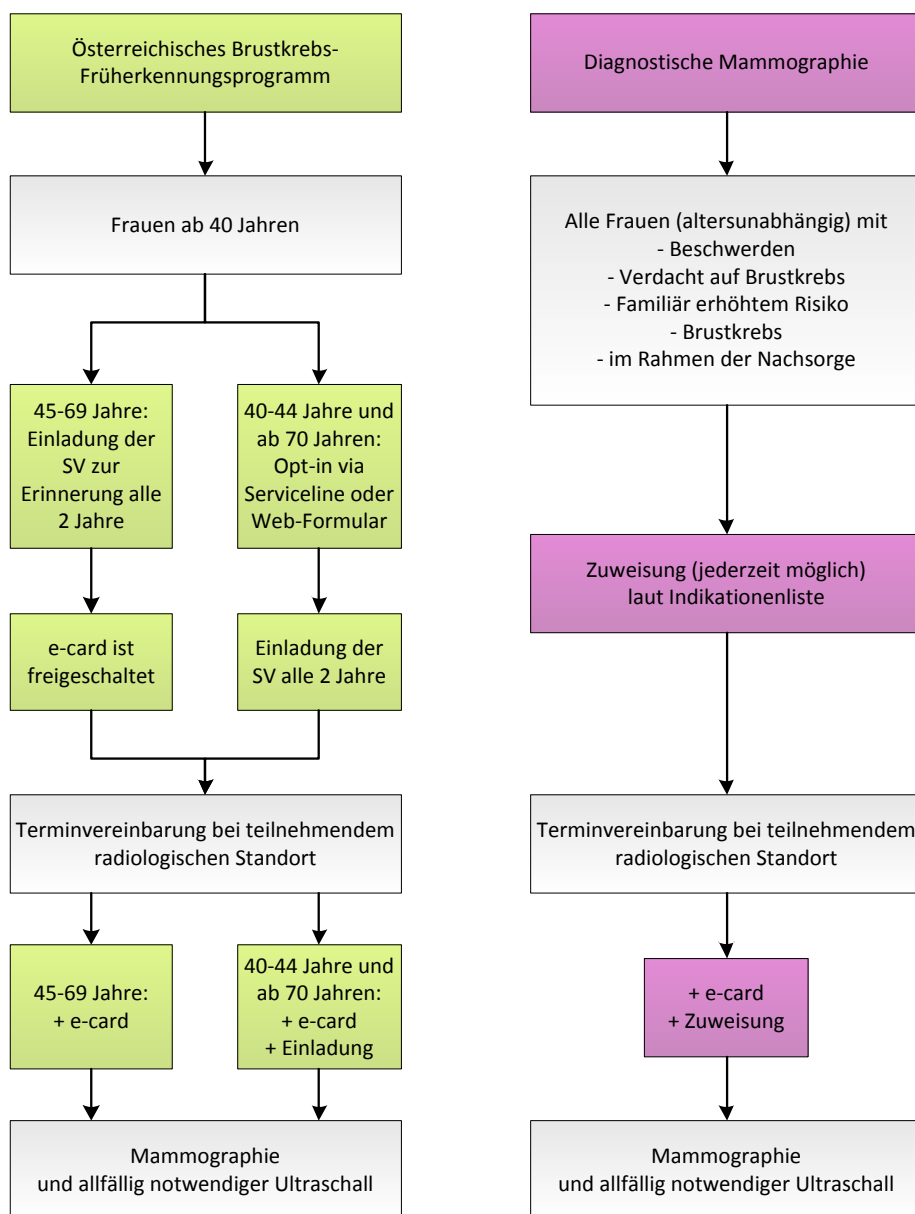 Österreichisches Brustkrebs-
Früherkennungsprogramm
Frauen ab 40 Jahren
45-69 Jahre:
Einladung der
SV zur
Erinnerung alle
2 Jahre
40-44 Jahre und
ab 70 Jahren:
Opt-in via
Serviceline oder
Web-Formular
e-card ist
freigeschaltet
Einladung der
SV alle 2 Jahre
Terminvereinbarung bei teilnehmendem
radiologischen Standort
45-69 Jahre:
+ e-card
40-44 Jahre und
ab 70 Jahren:
+ e-card
+ Einladung
Mammographie
und allfällig notwendiger Ultraschall
Diagnostische Mammographie
Alle Frauen (altersunabhängig) mit
- Beschwerden
- Verdacht auf Brustkrebs
- Familiär erhöhtem Risiko
- Brustkrebs
- im Rahmen der Nachsorge
Zuweisung (jederzeit möglich)
laut Indikationenliste
Terminvereinbarung bei teilnehmendem
radiologischen Standort
+ e-card
+ Zuweisung
Mammographie
und allfällig notwendiger Ultraschall